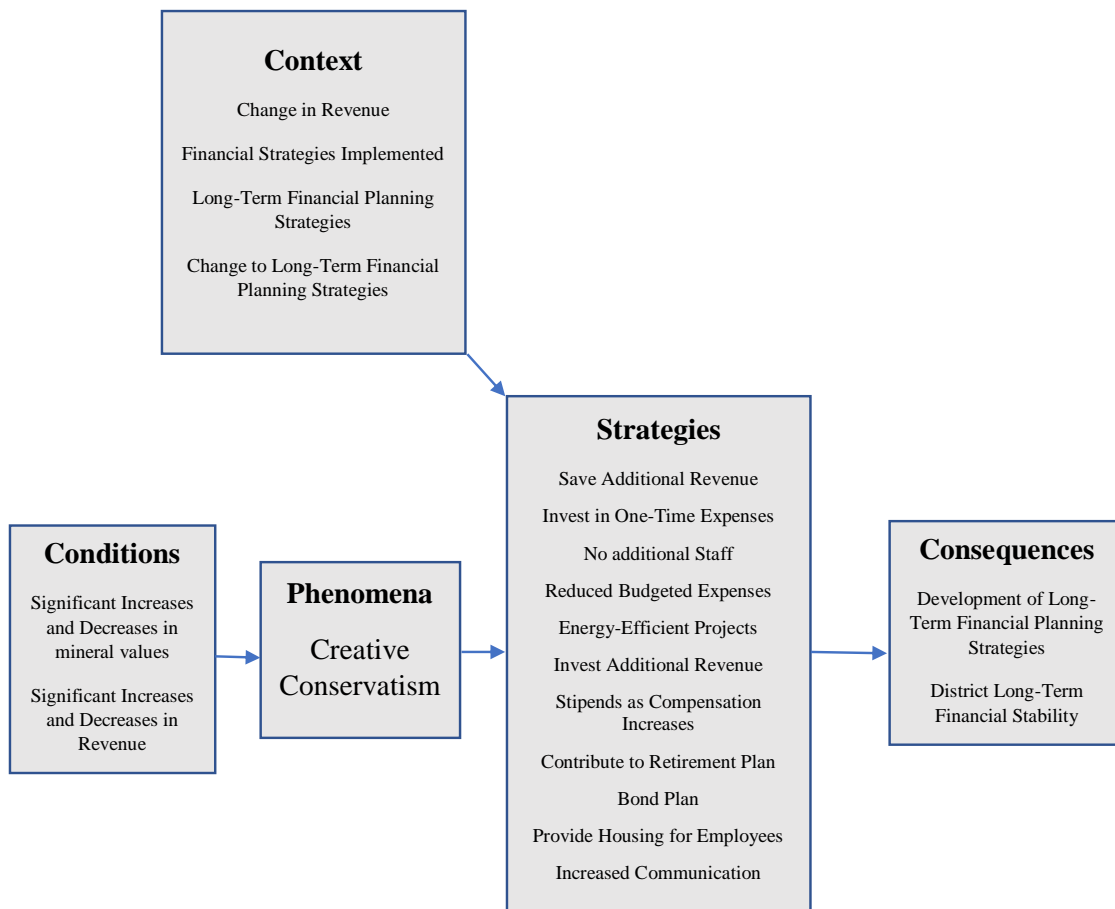 Context
Change in Revenue
Financial Strategies Implemented
Long-Term Financial Planning
Strategies
Change to Long-Term Financial
Planning Strategies
Conditions
Significant Increases
and Decreases in
mineral values
Significant Increases
and Decreases in
Revenue
Phenomena
Creative
Conservatism
Strategies
Save Additional Revenue
Invest in One-Time Expenses
No additional Staff
Reduced Budgeted Expenses
Energy-Efficient Projects
Invest Additional Revenue
Stipends as Compensation
Increases
Contribute to Retirement Plan
Bond Plan
Provide Housing for Employees
Increased Communication
Consequences
Development of Long-
Term Financial Planning
Strategies
District Long-Term
Financial Stability